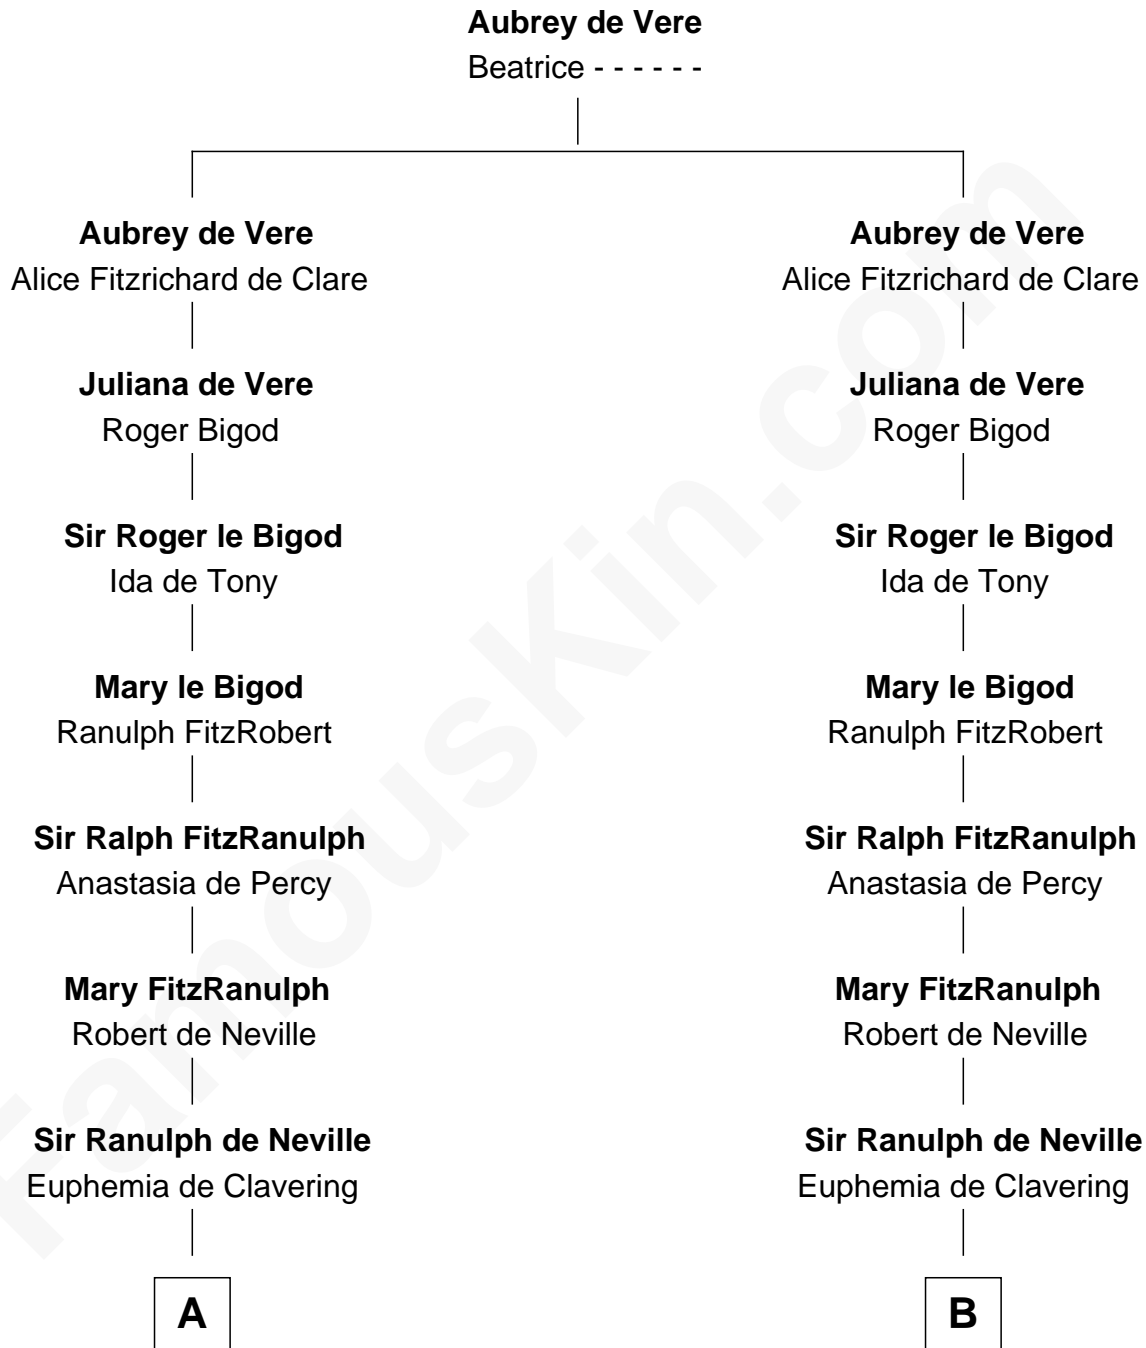 Aubrey de Vere
Beatrice - - - - - -
Aubrey de Vere
Alice Fitzrichard de Clare
Juliana de Vere
Roger Bigod
Sir Roger le Bigod
Ida de Tony
Mary le Bigod
Ranulph FitzRobert
Sir Ralph FitzRanulph
Anastasia de Percy
Mary FitzRanulph
Robert de Neville
Sir Ranulph de Neville
Euphemia de Clavering
A
Aubrey de Vere
Alice Fitzrichard de Clare
Juliana de Vere
Roger Bigod
Sir Roger le Bigod
Ida de Tony
Mary le Bigod
Ranulph FitzRobert
Sir Ralph FitzRanulph
Anastasia de Percy
Mary FitzRanulph
Robert de Neville
Sir Ranulph de Neville
Euphemia de Clavering
B
FamousKin.com